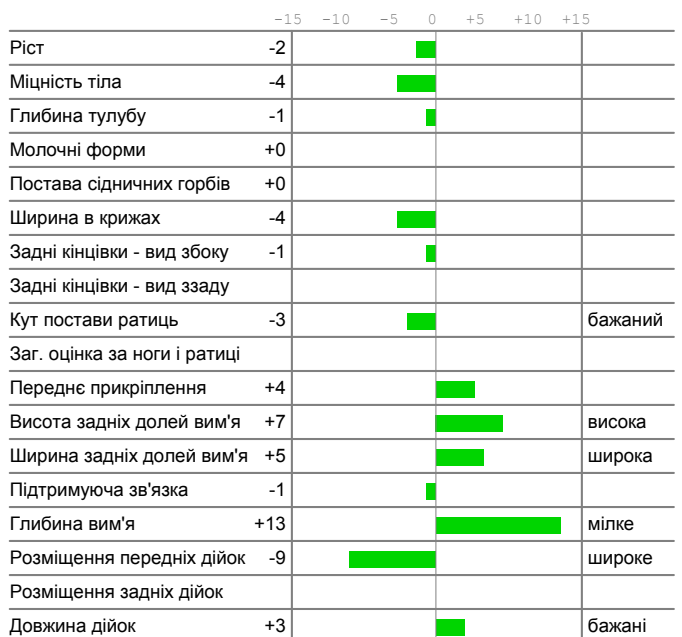 -15 -10 -5 0 +5 +10 +15
Ріст -2
Міцність тіла -4
Глибина тулубу -1
Молочні форми +0
Постава сідничних горбів +0
Ширина в крижах -4
Задні кінцівки - вид збоку -1
Задні кінцівки - вид ззаду
Кут постави ратиць -3 бажаний
Заг. оцінка за ноги і ратиці
Переднє прикріплення +4
Висота задніх долей вим'я +7 висока
Ширина задніх долей вим'я +5 широка
Підтримуюча зв'язка -1
Глибина вим'я +13 мілке
Розміщення передніх дійок -9 широке
Розміщення задніх дійок
Довжина дійок +3 бажані